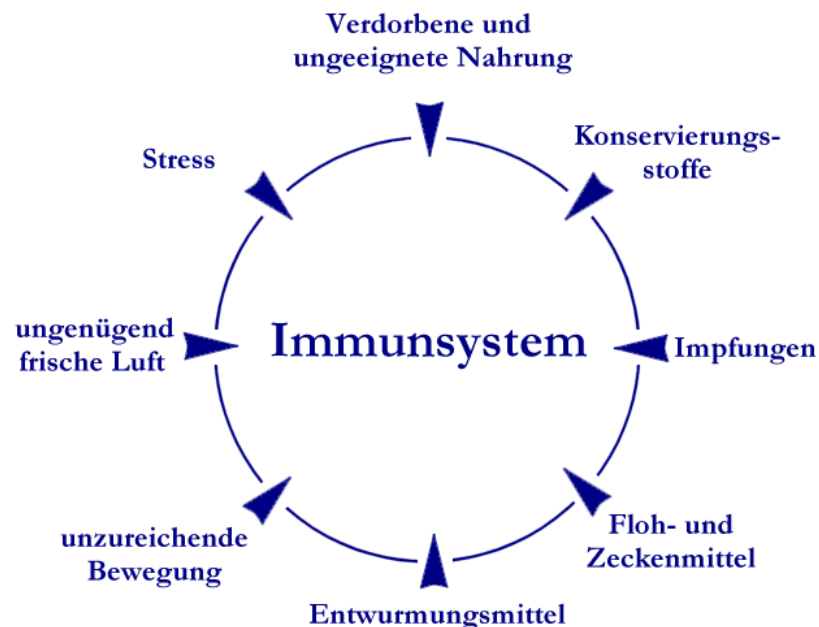 Verdorbene und
ungeeignete Nahrung
Konservierungs-
stoffe
Stress
Immunsystem
ungenügend
frische Luft
Impfungen
Floh- und
Zeckenmittel
unzureichende
Bewegung
Entwurmungsmittel